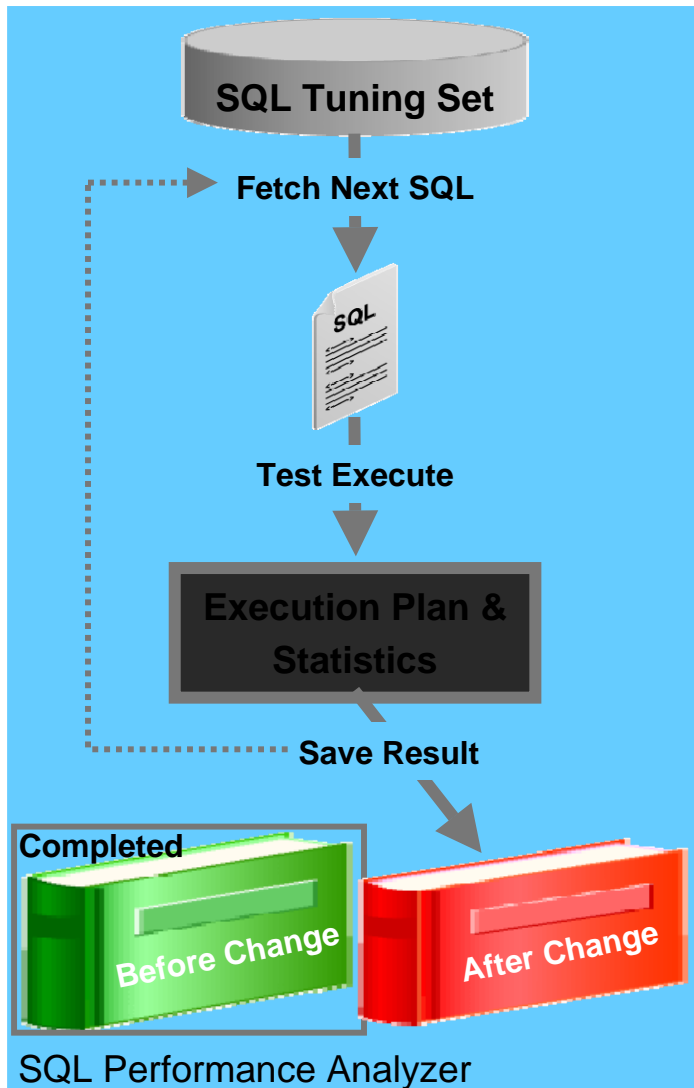 SQL Tuning Set
Fetch Next SQL
SQL
Test Execute
Execution Plan &
Statistics
Save Result
Completed
Before Change
After Change
SQL Performance Analyzer